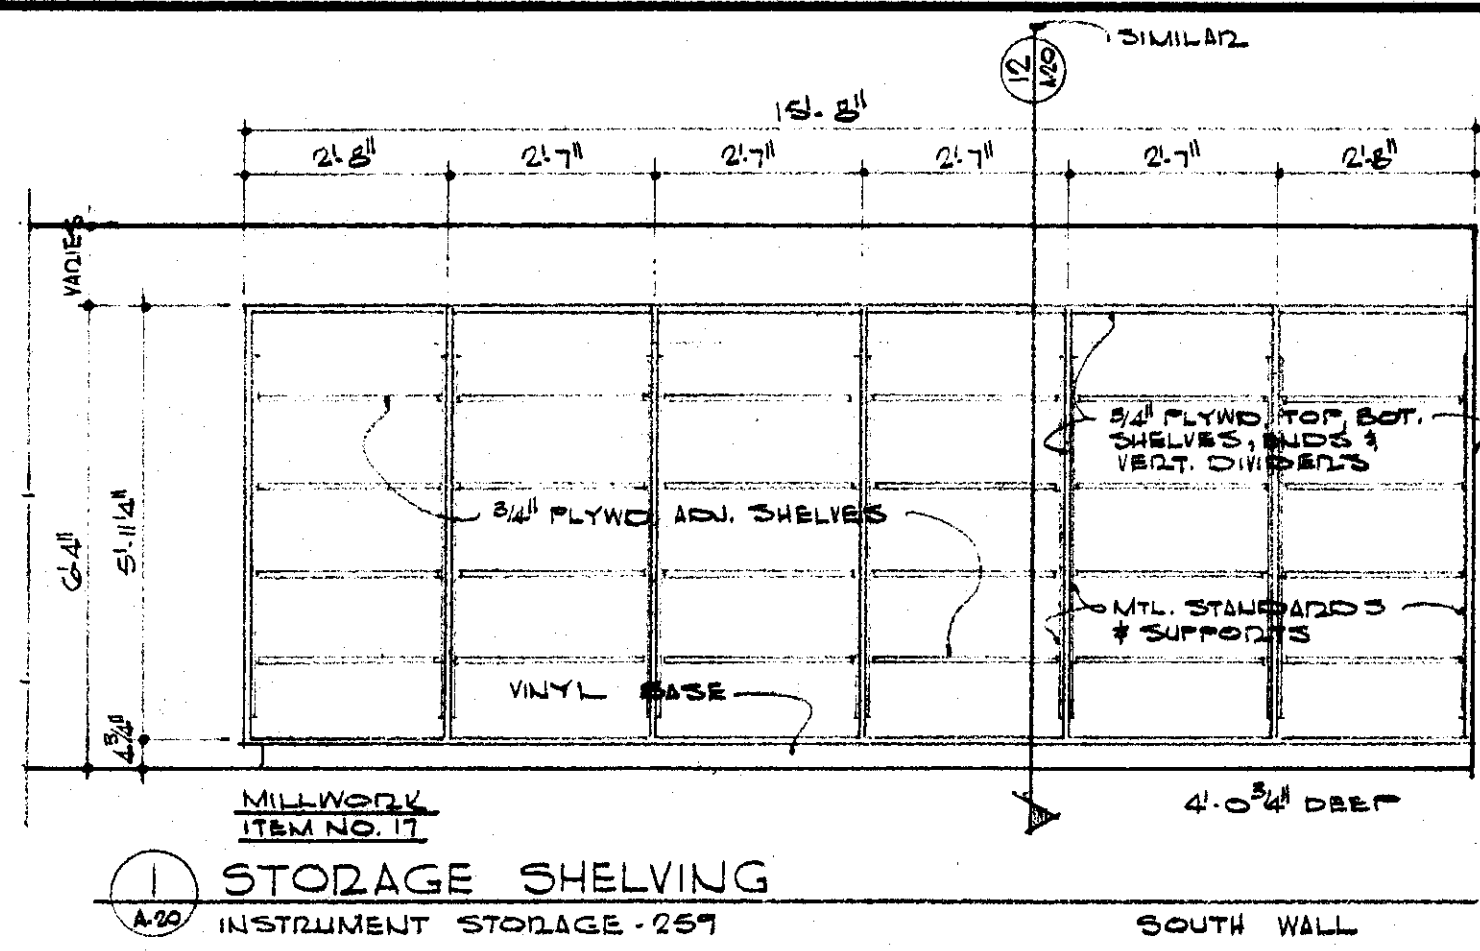 SIMILAR
12
A-20
15'-8"
2'-8" 2'-7" 2'-7" 2'-7" 2'-7" 2'-8"
VARIES
3/4" PLYWD. TOP, BOT.
SHELVES, ENDS &
VERT. DIVIDERS
3/4" PLYWD ADJ. SHELVES
6'-4"
5'-11 1/4"
MTL. STANDARDS
& SUPPORTS
VINYL BASE
4 3/4"
MILLWORK
ITEM NO. 17
4'-0 3/4" DEEP
1
A-20
STORAGE SHELVING
INSTRUMENT STORAGE - 259
SOUTH WALL